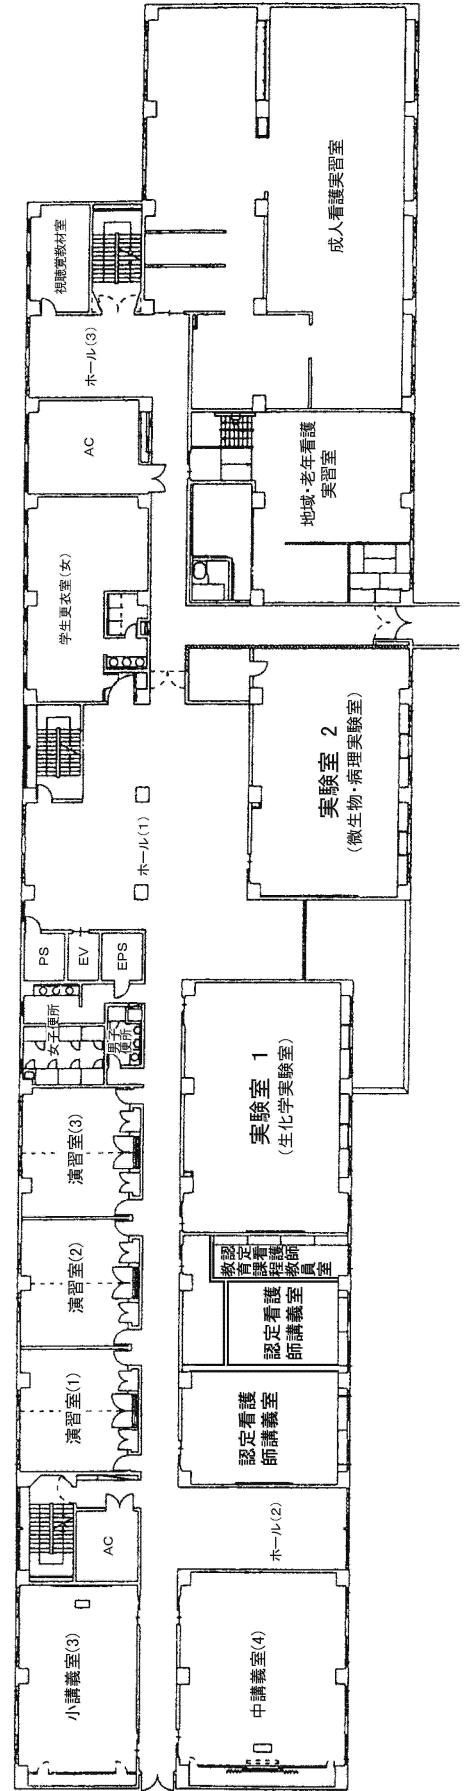 成人看護実習室
視聴覚教材室
ホール(3)
AC
地域・老年看護
実習室
学生更衣室(女)
実験室 2
(微生物・病理実験室)
ホール(1)
PS
EV
EPS
女子便所
男子
便所
実験室 1
(生化学実験室)
演習室(3)
認定看護師
教育課程教員室
演習室(2)
認定看護
師講義室
演習室(1)
認定看護
師講義室
AC
ホール(2)
小講義室(3)
中講義室(4)